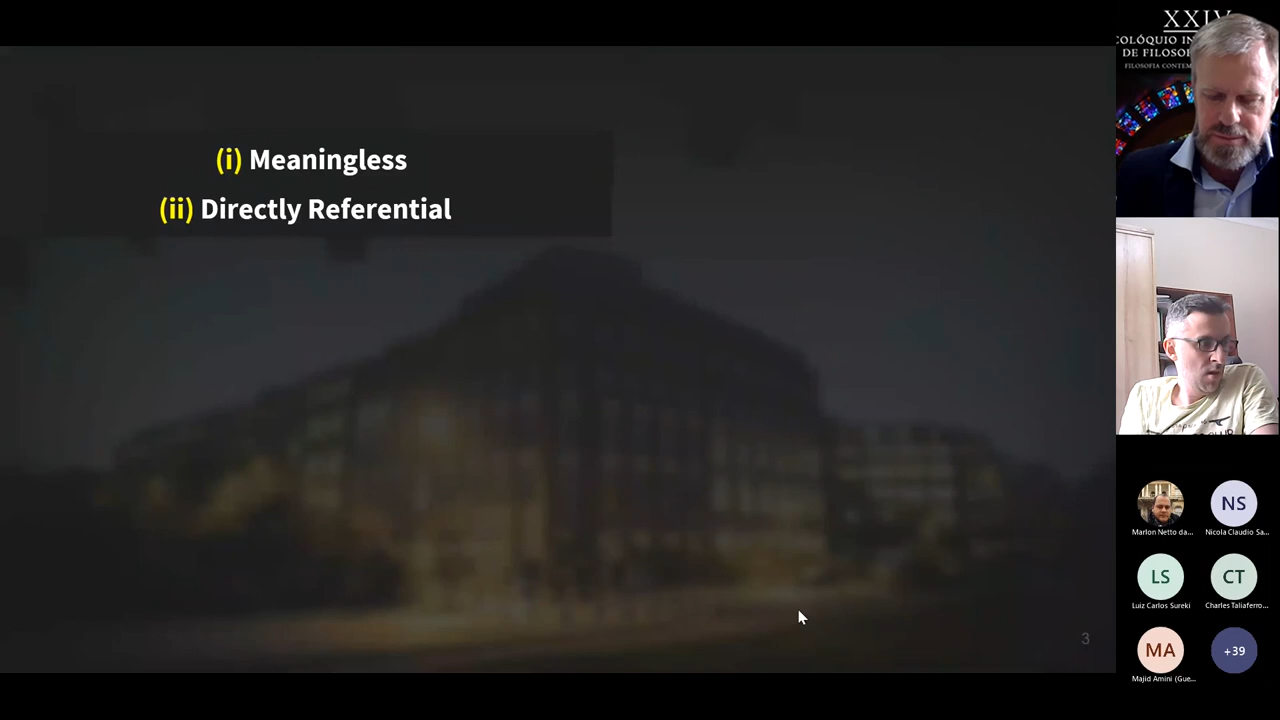 (i) Meaningless
(ii) Directly Referential
3
XXIV
COLÓQUIO IN
DE FILOSOF
FILOSOFIA CONTEM
NS
Marlon Netto da...
Nicola Claudio Sa...
LS
CT
Luiz Carlos Sureki
Charles Taliaferro...
MA
+39
Majid Amini (Gue...